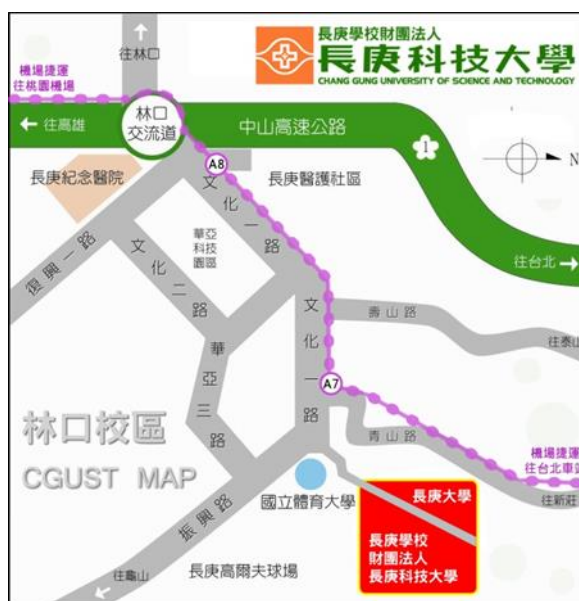 長庚學校財團法人
長庚科技大學
CHANG GUNG UNIVERSITY OF SCIENCE AND TECHNOLOGY
往林口
機場捷運
往桃園機場
林口
交流道
← 往高雄
中山高速公路
1
N
A8
長庚紀念醫院
長庚醫護社區
文化一路
華亞
科技
園區
往台北 →
復興一路
文化二路
文化一路
壽山路
往泰山
華亞三路
A7
林口校區
CGUST MAP
青山路
機場捷運
往台北車站
往新莊
國立體育大學
長庚大學
振興路
長庚學校
財團法人
長庚科技大學
往龜山
長庚高爾夫球場